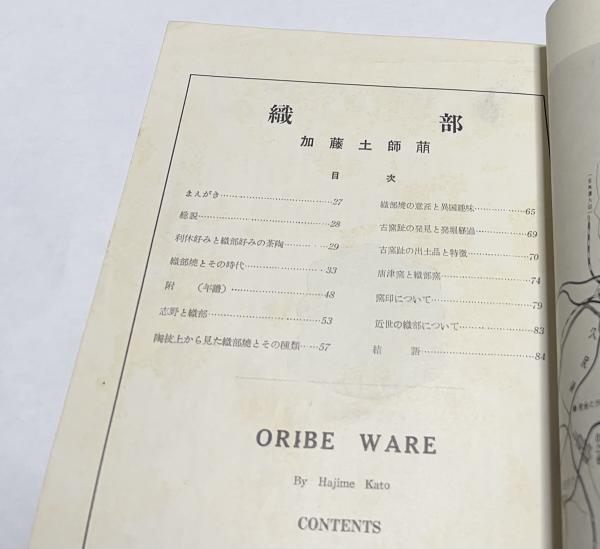 織部
加藤土師萌
目次
まえがき……27
総説……28
利休好みと織部好みの茶陶……29
織部焼とその時代……33
附　（年譜）……48
志野と織部……53
陶技上から見た織部焼とその種類……57
織部焼の意匠と異国趣味……65
古窯趾の発見と発掘経過……69
古窯趾の出土品と特徴……70
唐津窯と織部窯……74
窯印について……79
近世の織部について……83
結　語……84
ORIBE WARE
By Hajime Kato
CONTENTS